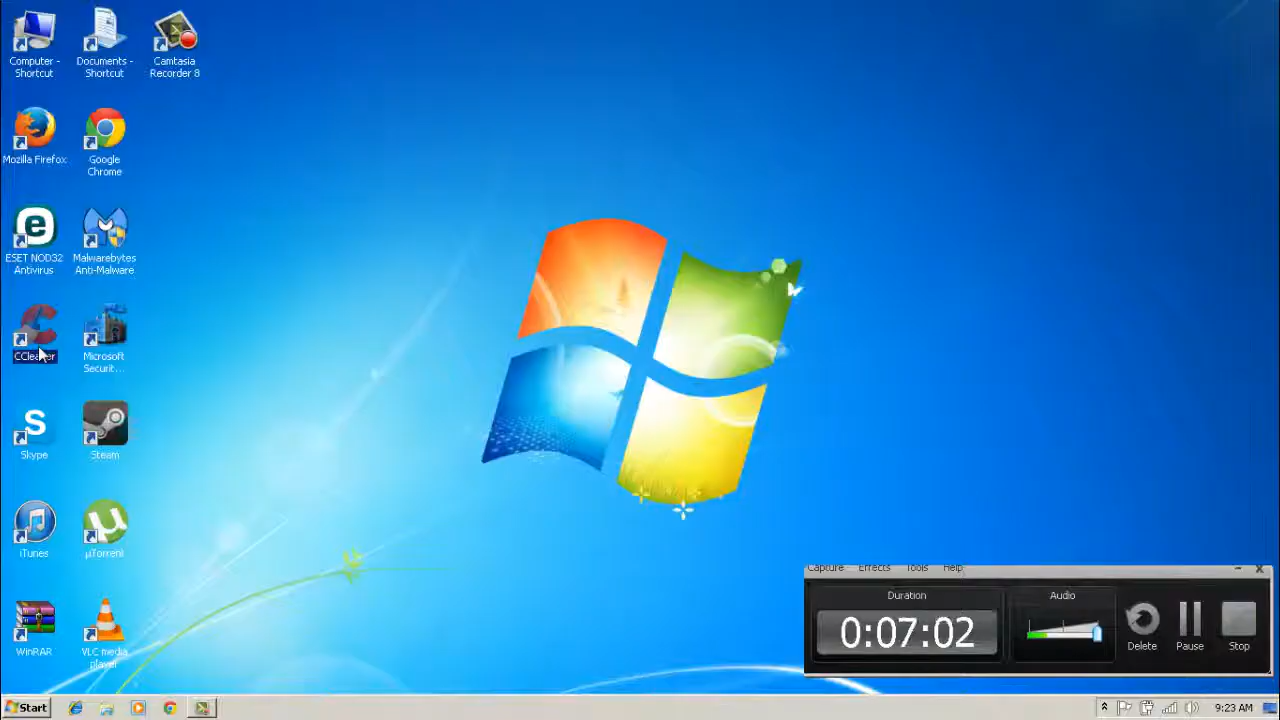 Computer -
Shortcut
Documents -
Shortcut
Camtasia
Recorder 8
Mozilla Firefox
Google
Chrome
ESET NOD32
Antivirus
Malwarebytes
Anti-Malware
CCleaner
Microsoft
Securit...
Skype
Steam
iTunes
µTorrent
WinRAR
VLC media
player
Capture Effects Tools Help
Duration
Audio
0:07:02
Delete
Pause
Stop
Start
9:23 AM